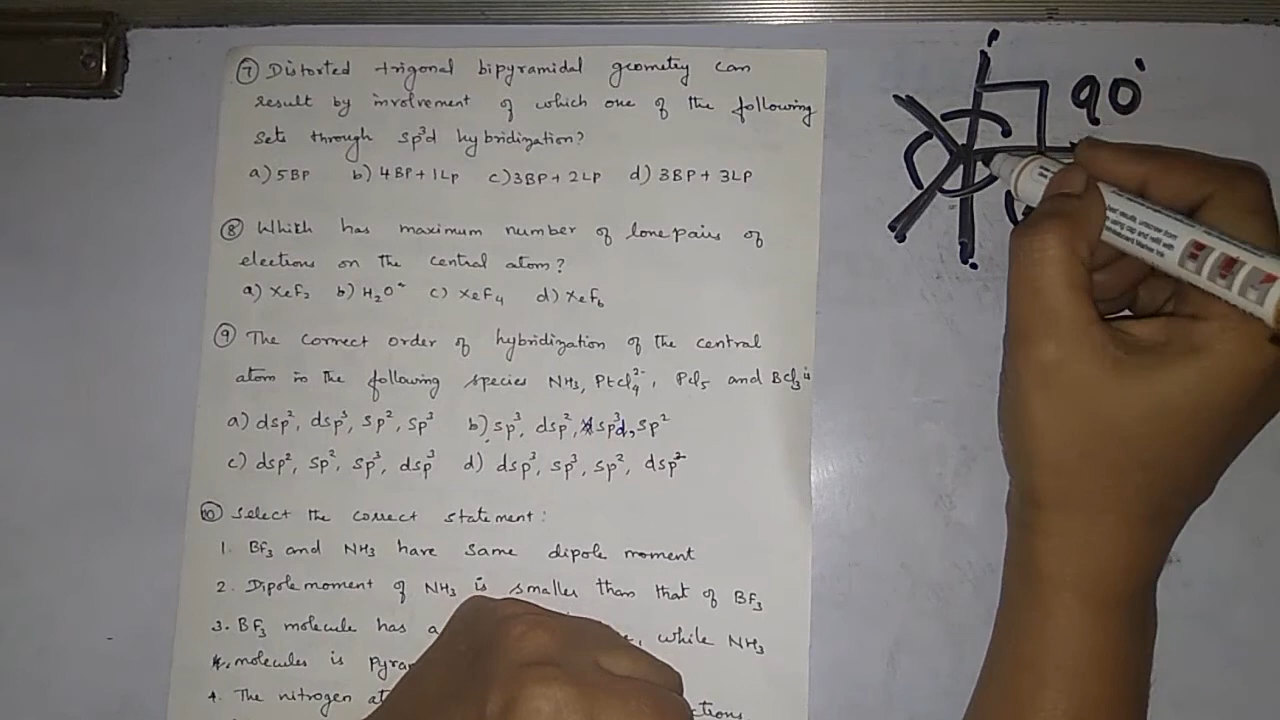 ⑦ Distorted trigonal bipyramidal geometry can
result by involvement of which one of the following
sets through sp³d hybridization?
a) 5BP b) 4BP + 1LP c) 3BP + 2LP d) 3BP + 3LP
⑧ Which has maximum number of lone pairs of
elections on the central atom?
a) XeF₂ b) H₂O⁺ c) XeF₄ d) XeF₆
⑨ The correct order of hybridization of the central
atom in the following species NH₃, PtCl₄²⁻, PCl₅ and BCl₃ is
a) dsp², dsp³, sp², sp³ b) sp³, dsp², sp³d, sp²
c) dsp², sp², sp³, dsp³ d) dsp³, sp³, sp², dsp²
⑩ Select the correct statement:
1. BF₃ and NH₃ have same dipole moment
2. Dipole moment of NH₃ is smaller than that of BF₃
3. BF₃ molecule has while NH₃
molecules is
4. The nitrogen
90°